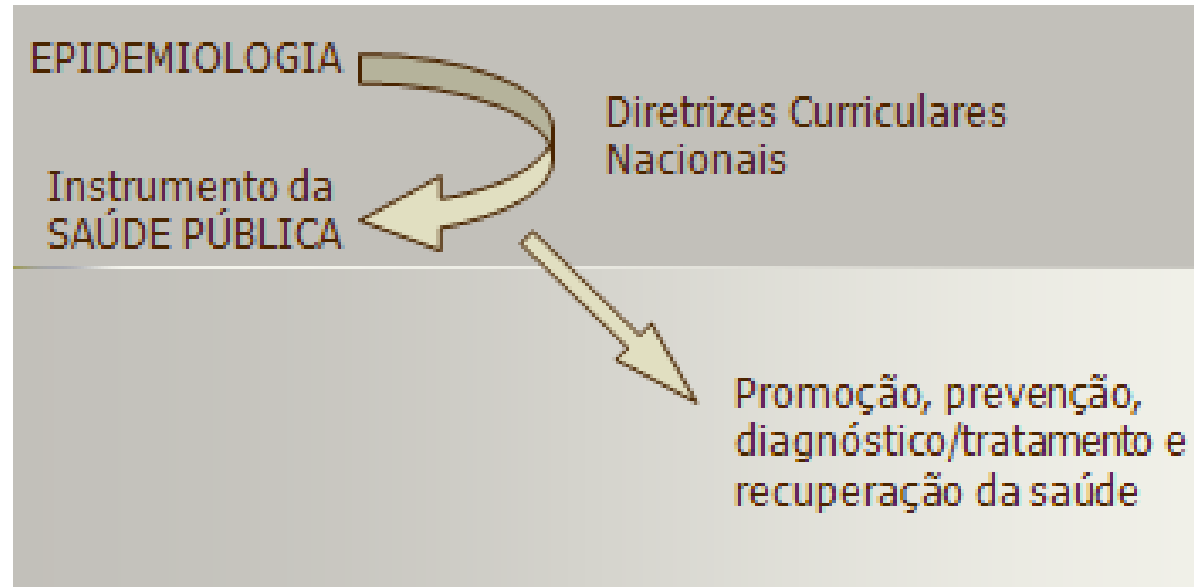 EPIDEMIOLOGIA
Diretrizes Curriculares
Nacionais
Instrumento da
SAÚDE PÚBLICA
Promoção, prevenção,
diagnóstico/tratamento e
recuperação da saúde